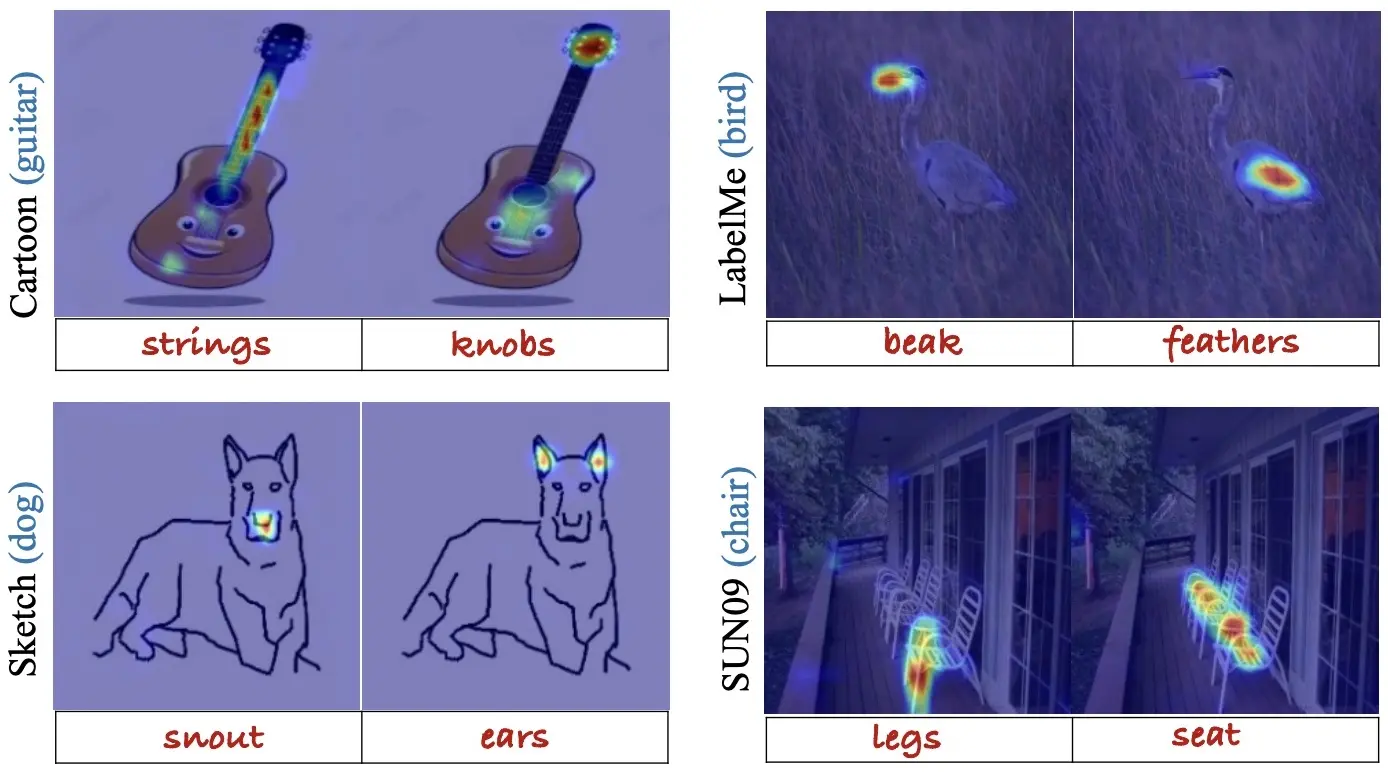 Cartoon (guitar)
strings
knobs
LabelMe (bird)
beak
feathers
Sketch (dog)
snout
ears
SUN09 (chair)
legs
seat